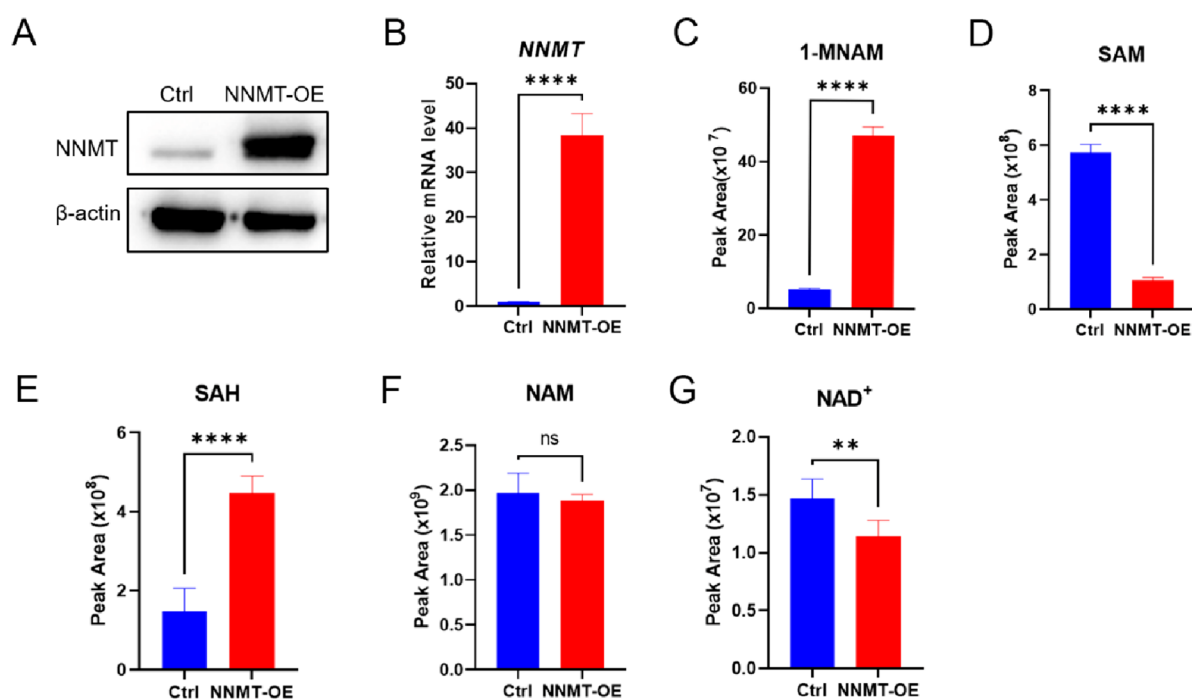 A
Ctrl NNMT-OE
NNMT
β-actin
B
NNMT
****
Relative mRNA level
50
40
30
20
10
0
Ctrl NNMT-OE
C
1-MNAM
****
Peak Area(x10 ⁷)
60
40
20
0
Ctrl NNMT-OE
D
SAM
****
Peak Area (x10⁸)
8
6
4
2
0
Ctrl NNMT-OE
E
SAH
****
Peak Area (x10⁸)
6
4
2
0
Ctrl NNMT-OE
F
NAM
ns
Peak Area (x10⁹)
2.5
2.0
1.5
1.0
0.5
0.0
Ctrl NNMT-OE
G
NAD⁺
**
Peak Area (x10⁷)
2.0
1.5
1.0
0.5
0.0
Ctrl NNMT-OE